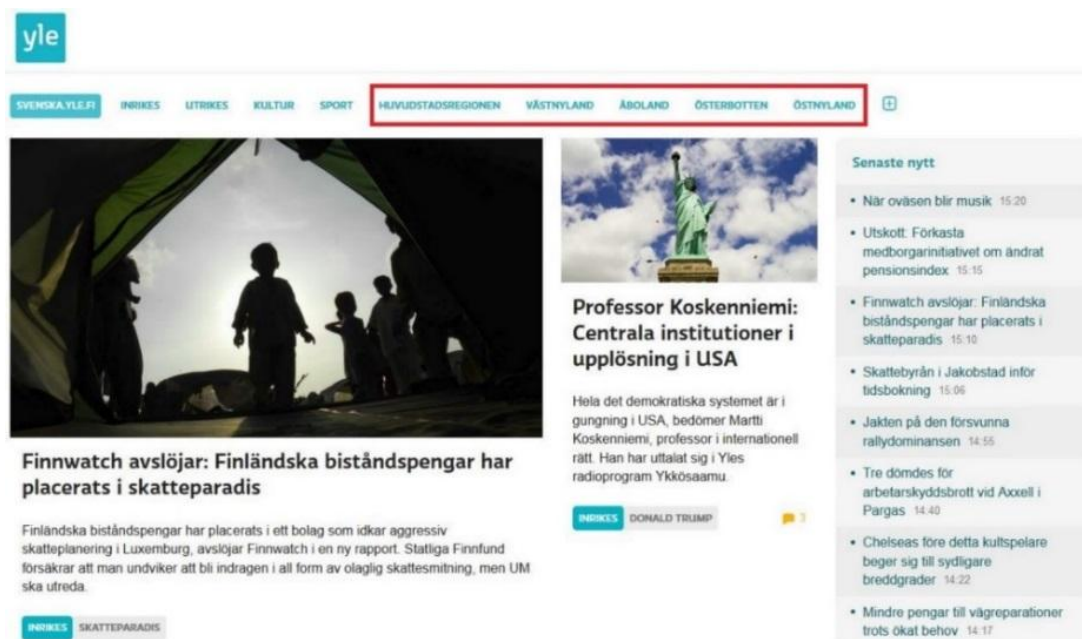 yle
SVENSKA.YLE.FI INRIKES UTRIKES KULTUR SPORT HUVUDSTADSREGIONEN VÄSTNYLAND ÅBOLAND ÖSTERBOTTEN ÖSTNYLAND
Finnwatch avslöjar: Finländska biståndspengar har
placerats i skatteparadis
Finländska biståndspengar har placerats i ett bolag som idkar aggressiv
skatteplanering i Luxemburg, avslöjar Finnwatch i en ny rapport. Statliga Finnfund
försäkrar att man undviker att bli indragen i all form av olaglig skattesmitning, men UM
ska utreda.
INRIKES SKATTEPARADIS
Professor Koskenniemi:
Centrala institutioner i
upplösning i USA
Hela det demokratiska systemet är i
gungning i USA, bedömer Martti
Koskenniemi, professor i internationell
rätt. Han har uttalat sig i Yles
radioprogram Ykkösaamu.
INRIKES DONALD TRUMP 3
Senaste nytt
• När oväsen blir musik 15:20
• Utskott: Förkasta
medborgarinitiativet om ändrat
pensionsindex 15:15
• Finnwatch avslöjar: Finländska
biståndspengar har placerats i
skatteparadis 15:10
• Skattebyrån i Jakobstad inför
tidsbokning 15:06
• Jakten på den försvunna
rallydominansen 14:55
• Tre dömdes för
arbetarskyddsbrott vid Axxell i
Pargas 14:40
• Chelseas före detta kultspelare
beger sig till sydligare
breddgrader 14:22
• Mindre pengar till vägreparationer
trots ökat behov 14:17